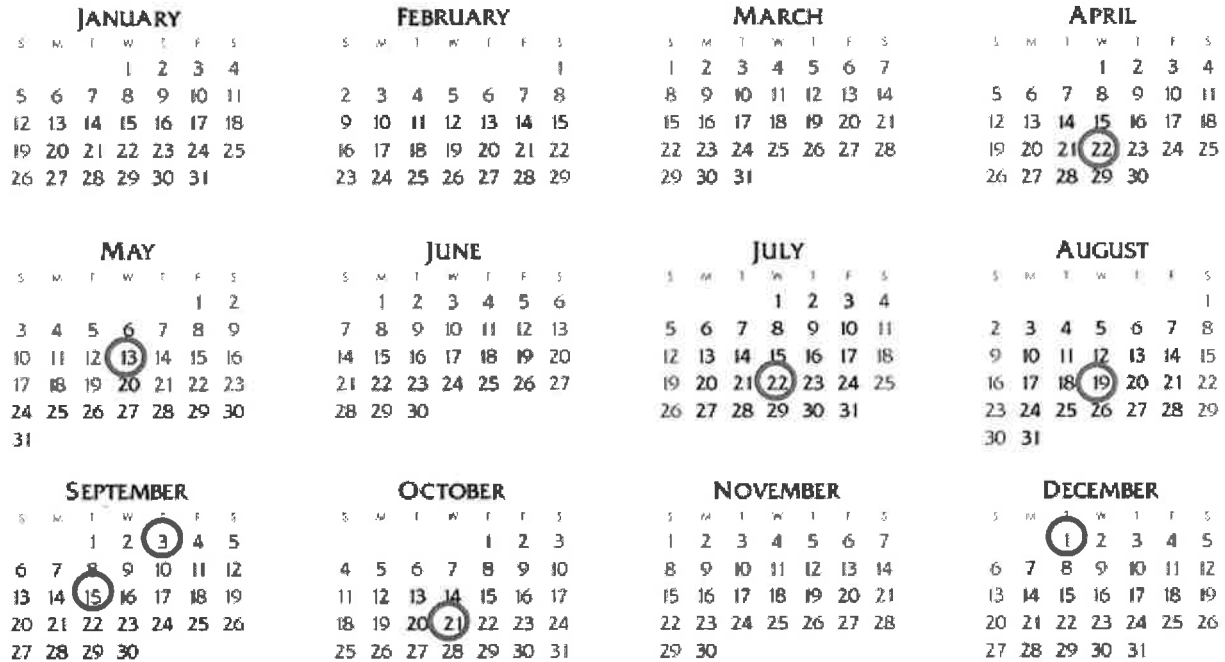 JANUARY
S M T W T F S
1 2 3 4
5 6 7 8 9 10 11
12 13 14 15 16 17 18
19 20 21 22 23 24 25
26 27 28 29 30 31
FEBRUARY
S M T W T F S
1
2 3 4 5 6 7 8
9 10 11 12 13 14 15
16 17 18 19 20 21 22
23 24 25 26 27 28 29
MARCH
S M T W T F S
1 2 3 4 5 6 7
8 9 10 11 12 13 14
15 16 17 18 19 20 21
22 23 24 25 26 27 28
29 30 31
APRIL
S M T W T F S
1 2 3 4
5 6 7 8 9 10 11
12 13 14 15 16 17 18
19 20 21 22 23 24 25
26 27 28 29 30
MAY
S M T W T F S
1 2
3 4 5 6 7 8 9
10 11 12 13 14 15 16
17 18 19 20 21 22 23
24 25 26 27 28 29 30
31
JUNE
S M T W T F S
1 2 3 4 5 6
7 8 9 10 11 12 13
14 15 16 17 18 19 20
21 22 23 24 25 26 27
28 29 30
JULY
S M T W T F S
1 2 3 4
5 6 7 8 9 10 11
12 13 14 15 16 17 18
19 20 21 22 23 24 25
26 27 28 29 30 31
AUGUST
S M T W T F S
1
2 3 4 5 6 7 8
9 10 11 12 13 14 15
16 17 18 19 20 21 22
23 24 25 26 27 28 29
30 31
SEPTEMBER
S M T W T F S
1 2 3 4 5
6 7 8 9 10 11 12
13 14 15 16 17 18 19
20 21 22 23 24 25 26
27 28 29 30
OCTOBER
S M T W T F S
1 2 3
4 5 6 7 8 9 10
11 12 13 14 15 16 17
18 19 20 21 22 23 24
25 26 27 28 29 30 31
NOVEMBER
S M T W T F S
1 2 3 4 5 6 7
8 9 10 11 12 13 14
15 16 17 18 19 20 21
22 23 24 25 26 27 28
29 30
DECEMBER
S M T W T F S
1 2 3 4 5
6 7 8 9 10 11 12
13 14 15 16 17 18 19
20 21 22 23 24 25 26
27 28 29 30 31